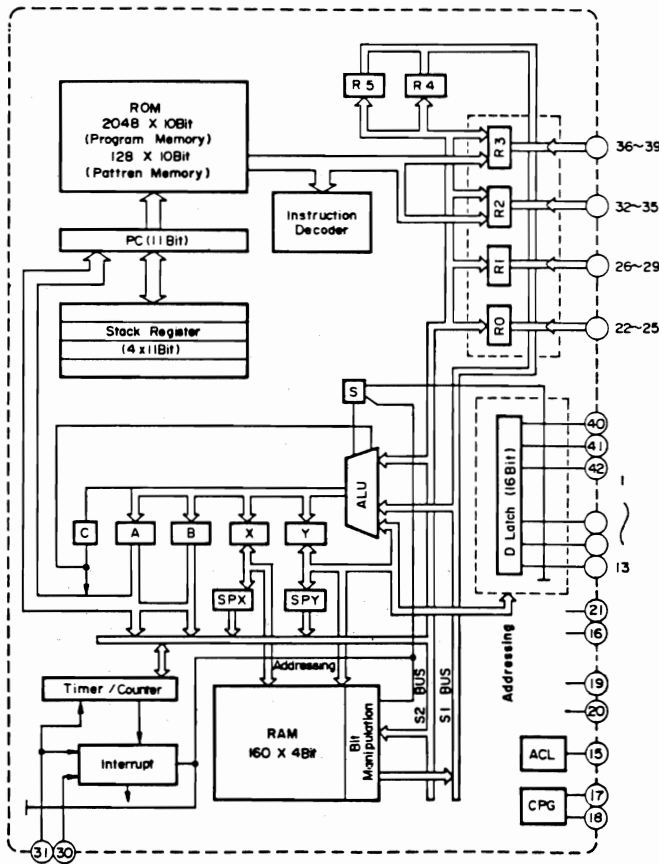 ROM
2048 X 10Bit
(Program Memory)
128 X 10Bit
(Pattren Memory)
PC(11Bit)
Stack Register
(4x11Bit)
Instruction
Decoder
R5
R4
R3
R2
R1
R0
36~39
32~35
26~29
22~25
S
ALU
C
A
B
X
Y
SPX
SPY
D Latch (16Bit)
40
41
42
1
13
21
16
19
20
Addressing
Addressing
Timer/Counter
Interrupt
RAM
160 X 4Bit
Bit
Manipulation
S2 BUS
S1 BUS
ACL
15
CPG
17
18
31
30